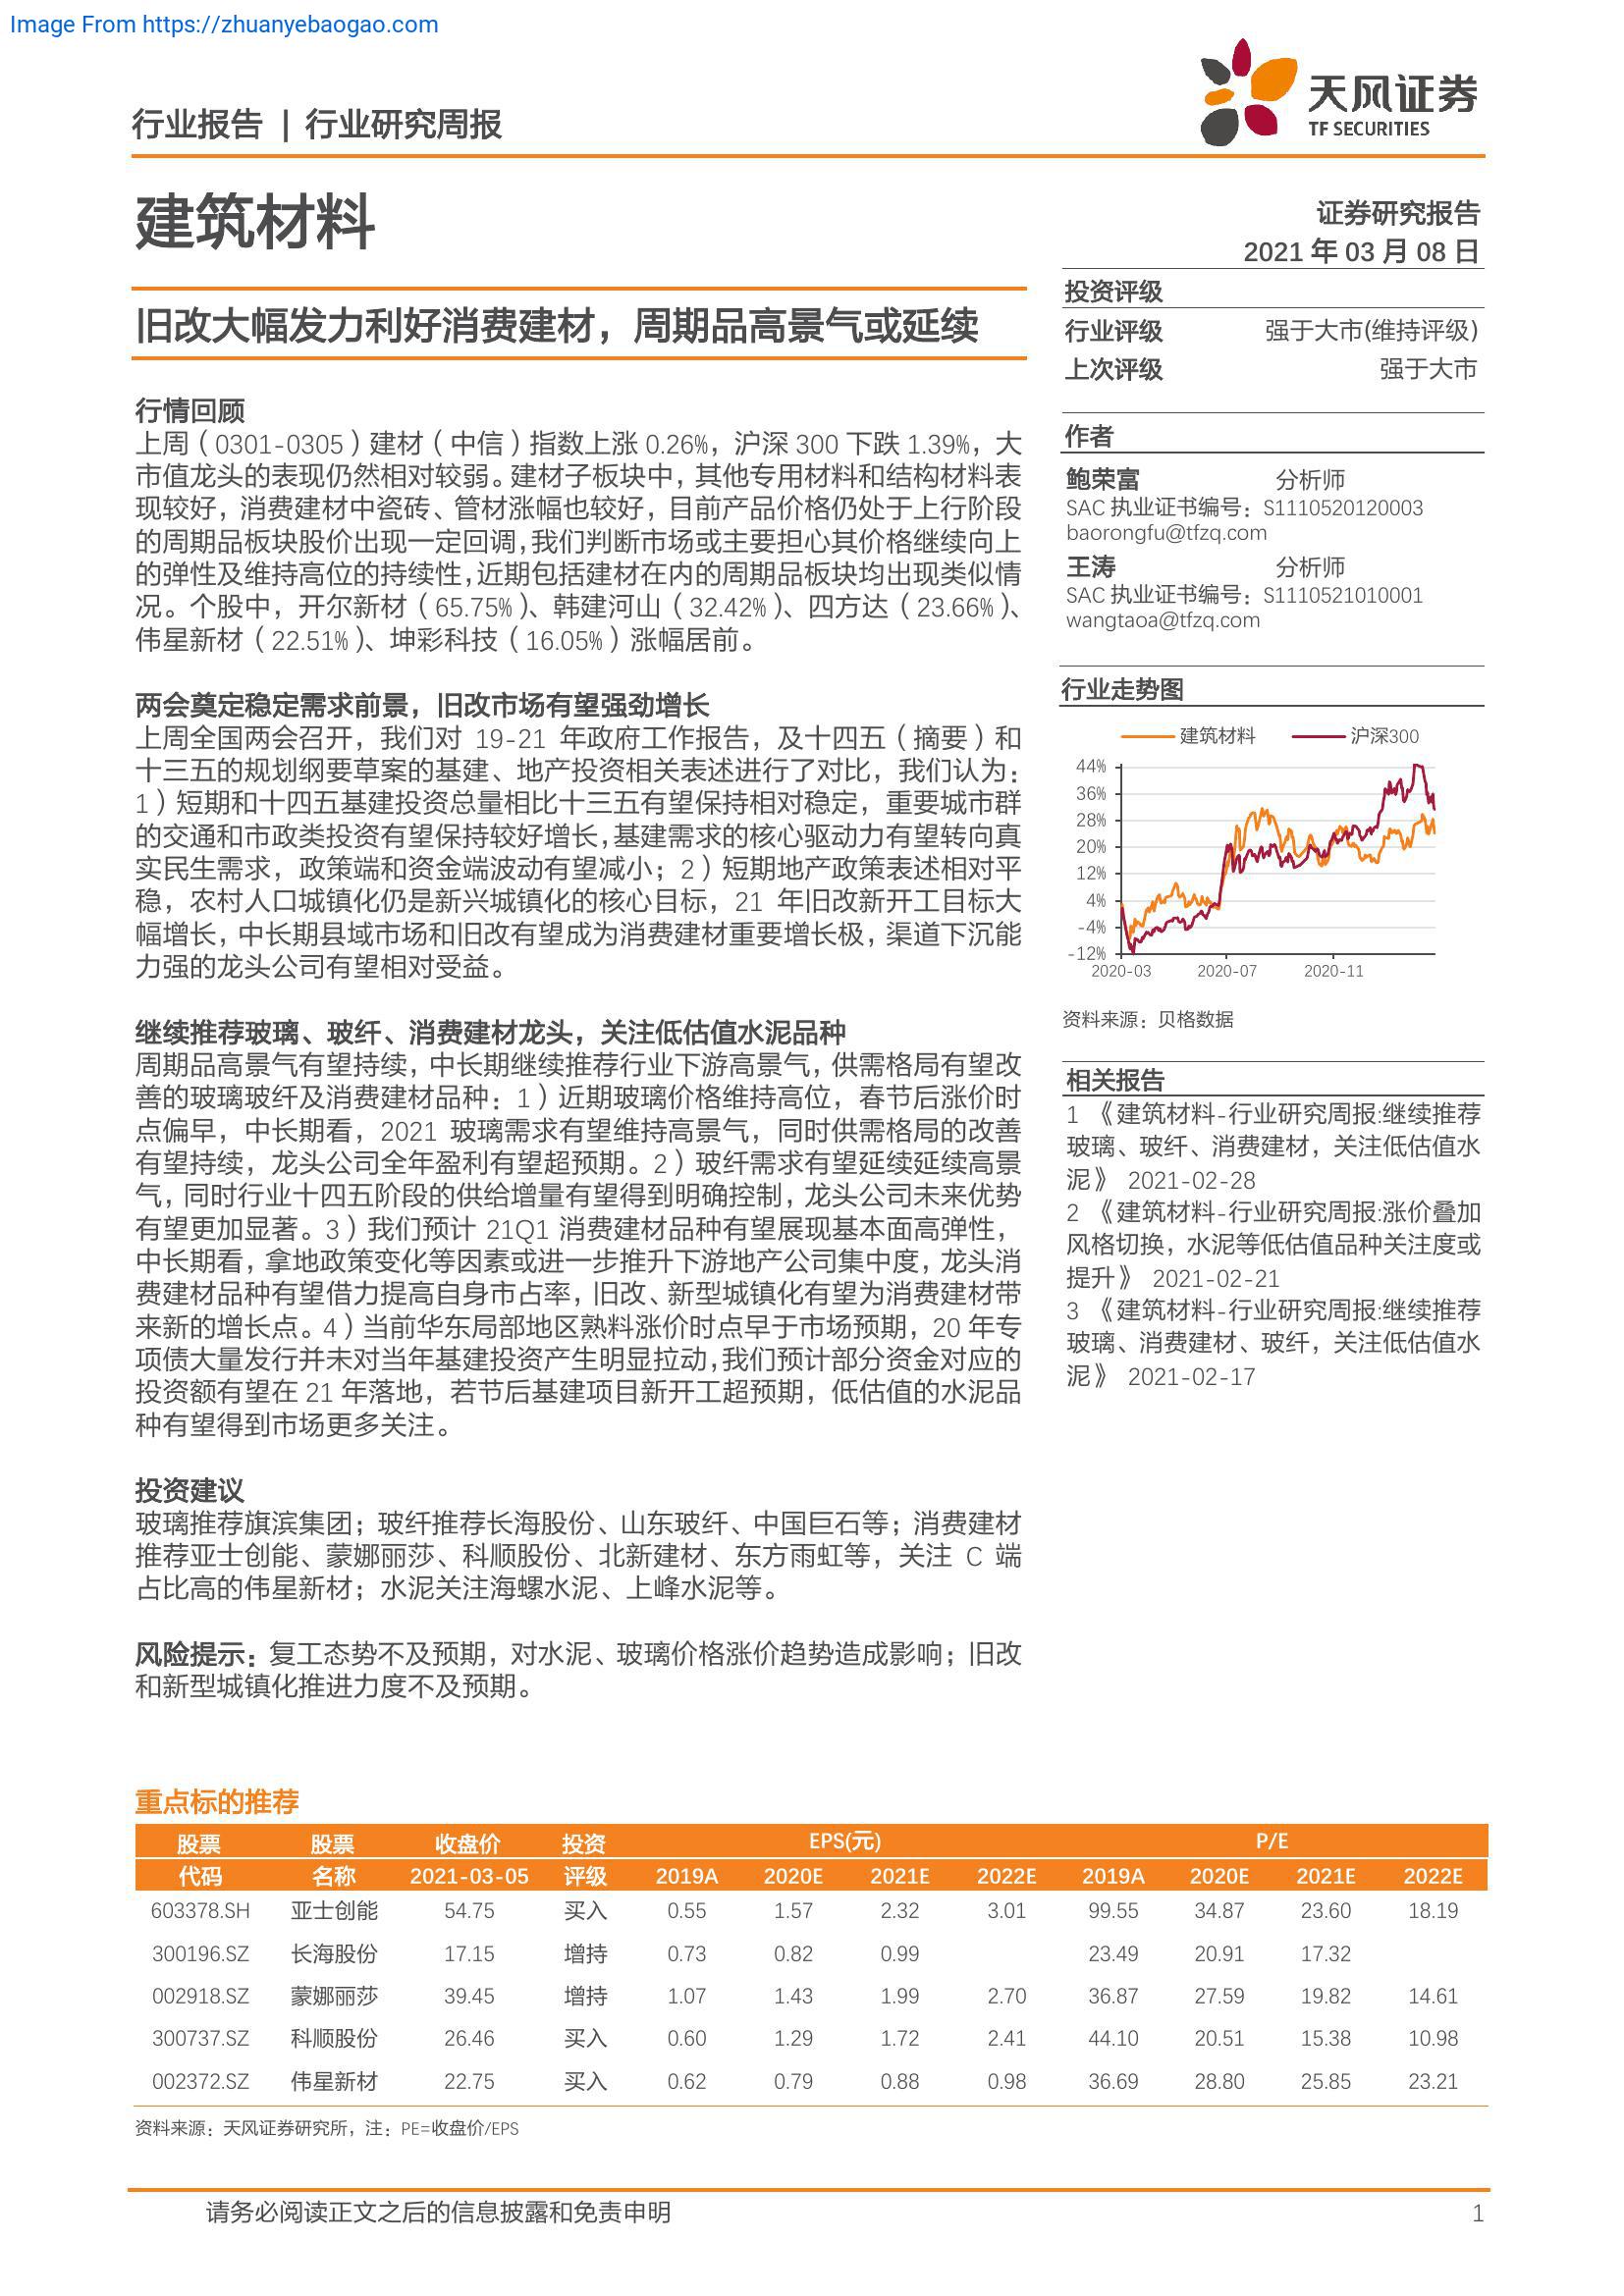 Image From https://zhuanyebaogao.com
天风证券
TF SECURITIES
行业报告 | 行业研究周报
建筑材料
旧改大幅发力利好消费建材，周期品高景气或延续
行情回顾
上周（0301-0305）建材（中信）指数上涨 0.26%，沪深 300 下跌 1.39%，大
市值龙头的表现仍然相对较弱。建材子板块中，其他专用材料和结构材料表
现较好，消费建材中瓷砖、管材涨幅也较好，目前产品价格仍处于上行阶段
的周期品板块股价出现一定回调，我们判断市场或主要担心其价格继续向上
的弹性及维持高位的持续性，近期包括建材在内的周期品板块均出现类似情
况。个股中，开尔新材（65.75%）、韩建河山（32.42%）、四方达（23.66%）、
伟星新材（22.51%）、坤彩科技（16.05%）涨幅居前。
两会奠定稳定需求前景，旧改市场有望强劲增长
上周全国两会召开，我们对 19-21 年政府工作报告，及十四五（摘要）和
十三五的规划纲要草案的基建、地产投资相关表述进行了对比，我们认为：
1）短期和十四五基建投资总量相比十三五有望保持相对稳定，重要城市群
的交通和市政类投资有望保持较好增长，基建需求的核心驱动力有望转向真
实民生需求，政策端和资金端波动有望减小；2）短期地产政策表述相对平
稳，农村人口城镇化仍是新兴城镇化的核心目标，21 年旧改新开工目标大
幅增长，中长期县域市场和旧改有望成为消费建材重要增长极，渠道下沉能
力强的龙头公司有望相对受益。
继续推荐玻璃、玻纤、消费建材龙头，关注低估值水泥品种
周期品高景气有望持续，中长期继续推荐行业下游高景气，供需格局有望改
善的玻璃玻纤及消费建材品种：1）近期玻璃价格维持高位，春节后涨价时
点偏早，中长期看，2021 玻璃需求有望维持高景气，同时供需格局的改善
有望持续，龙头公司全年盈利有望超预期。2）玻纤需求有望延续延续高景
气，同时行业十四五阶段的供给增量有望得到明确控制，龙头公司未来优势
有望更加显著。3）我们预计 21Q1 消费建材品种有望展现基本面高弹性，
中长期看，拿地政策变化等因素或进一步推升下游地产公司集中度，龙头消
费建材品种有望借力提高自身市占率，旧改、新型城镇化有望为消费建材带
来新的增长点。4）当前华东局部地区熟料涨价时点早于市场预期，20 年专
项债大量发行并未对当年基建投资产生明显拉动，我们预计部分资金对应的
投资额有望在 21 年落地，若节后基建项目新开工超预期，低估值的水泥品
种有望得到市场更多关注。
投资建议
玻璃推荐旗滨集团；玻纤推荐长海股份、山东玻纤、中国巨石等；消费建材
推荐亚士创能、蒙娜丽莎、科顺股份、北新建材、东方雨虹等，关注 C 端
占比高的伟星新材；水泥关注海螺水泥、上峰水泥等。
风险提示：复工态势不及预期，对水泥、玻璃价格涨价趋势造成影响；旧改
和新型城镇化推进力度不及预期。
证券研究报告
2021 年 03 月 08 日
投资评级
行业评级 强于大市(维持评级)
上次评级 强于大市
作者
鲍荣富 分析师
SAC 执业证书编号：S1110520120003
baorongfu@tfzq.com
王涛 分析师
SAC 执业证书编号：S1110521010001
wangtaoa@tfzq.com
行业走势图
建筑材料 沪深300
44%
36%
28%
20%
12%
4%
-4%
-12%
2020-03 2020-07 2020-11
资料来源：贝格数据
相关报告
1 《建筑材料-行业研究周报:继续推荐
玻璃、玻纤、消费建材，关注低估值水
泥》 2021-02-28
2 《建筑材料-行业研究周报:涨价叠加
风格切换，水泥等低估值品种关注度或
提升》 2021-02-21
3 《建筑材料-行业研究周报:继续推荐
玻璃、消费建材、玻纤，关注低估值水
泥》 2021-02-17
重点标的推荐
股票 股票 收盘价 投资 EPS(元) P/E
代码 名称 2021-03-05 评级 2019A 2020E 2021E 2022E 2019A 2020E 2021E 2022E
603378.SH 亚士创能 54.75 买入 0.55 1.57 2.32 3.01 99.55 34.87 23.60 18.19
300196.SZ 长海股份 17.15 增持 0.73 0.82 0.99 23.49 20.91 17.32
002918.SZ 蒙娜丽莎 39.45 增持 1.07 1.43 1.99 2.70 36.87 27.59 19.82 14.61
300737.SZ 科顺股份 26.46 买入 0.60 1.29 1.72 2.41 44.10 20.51 15.38 10.98
002372.SZ 伟星新材 22.75 买入 0.62 0.79 0.88 0.98 36.69 28.80 25.85 23.21
资料来源：天风证券研究所，注：PE=收盘价/EPS
请务必阅读正文之后的信息披露和免责申明 1